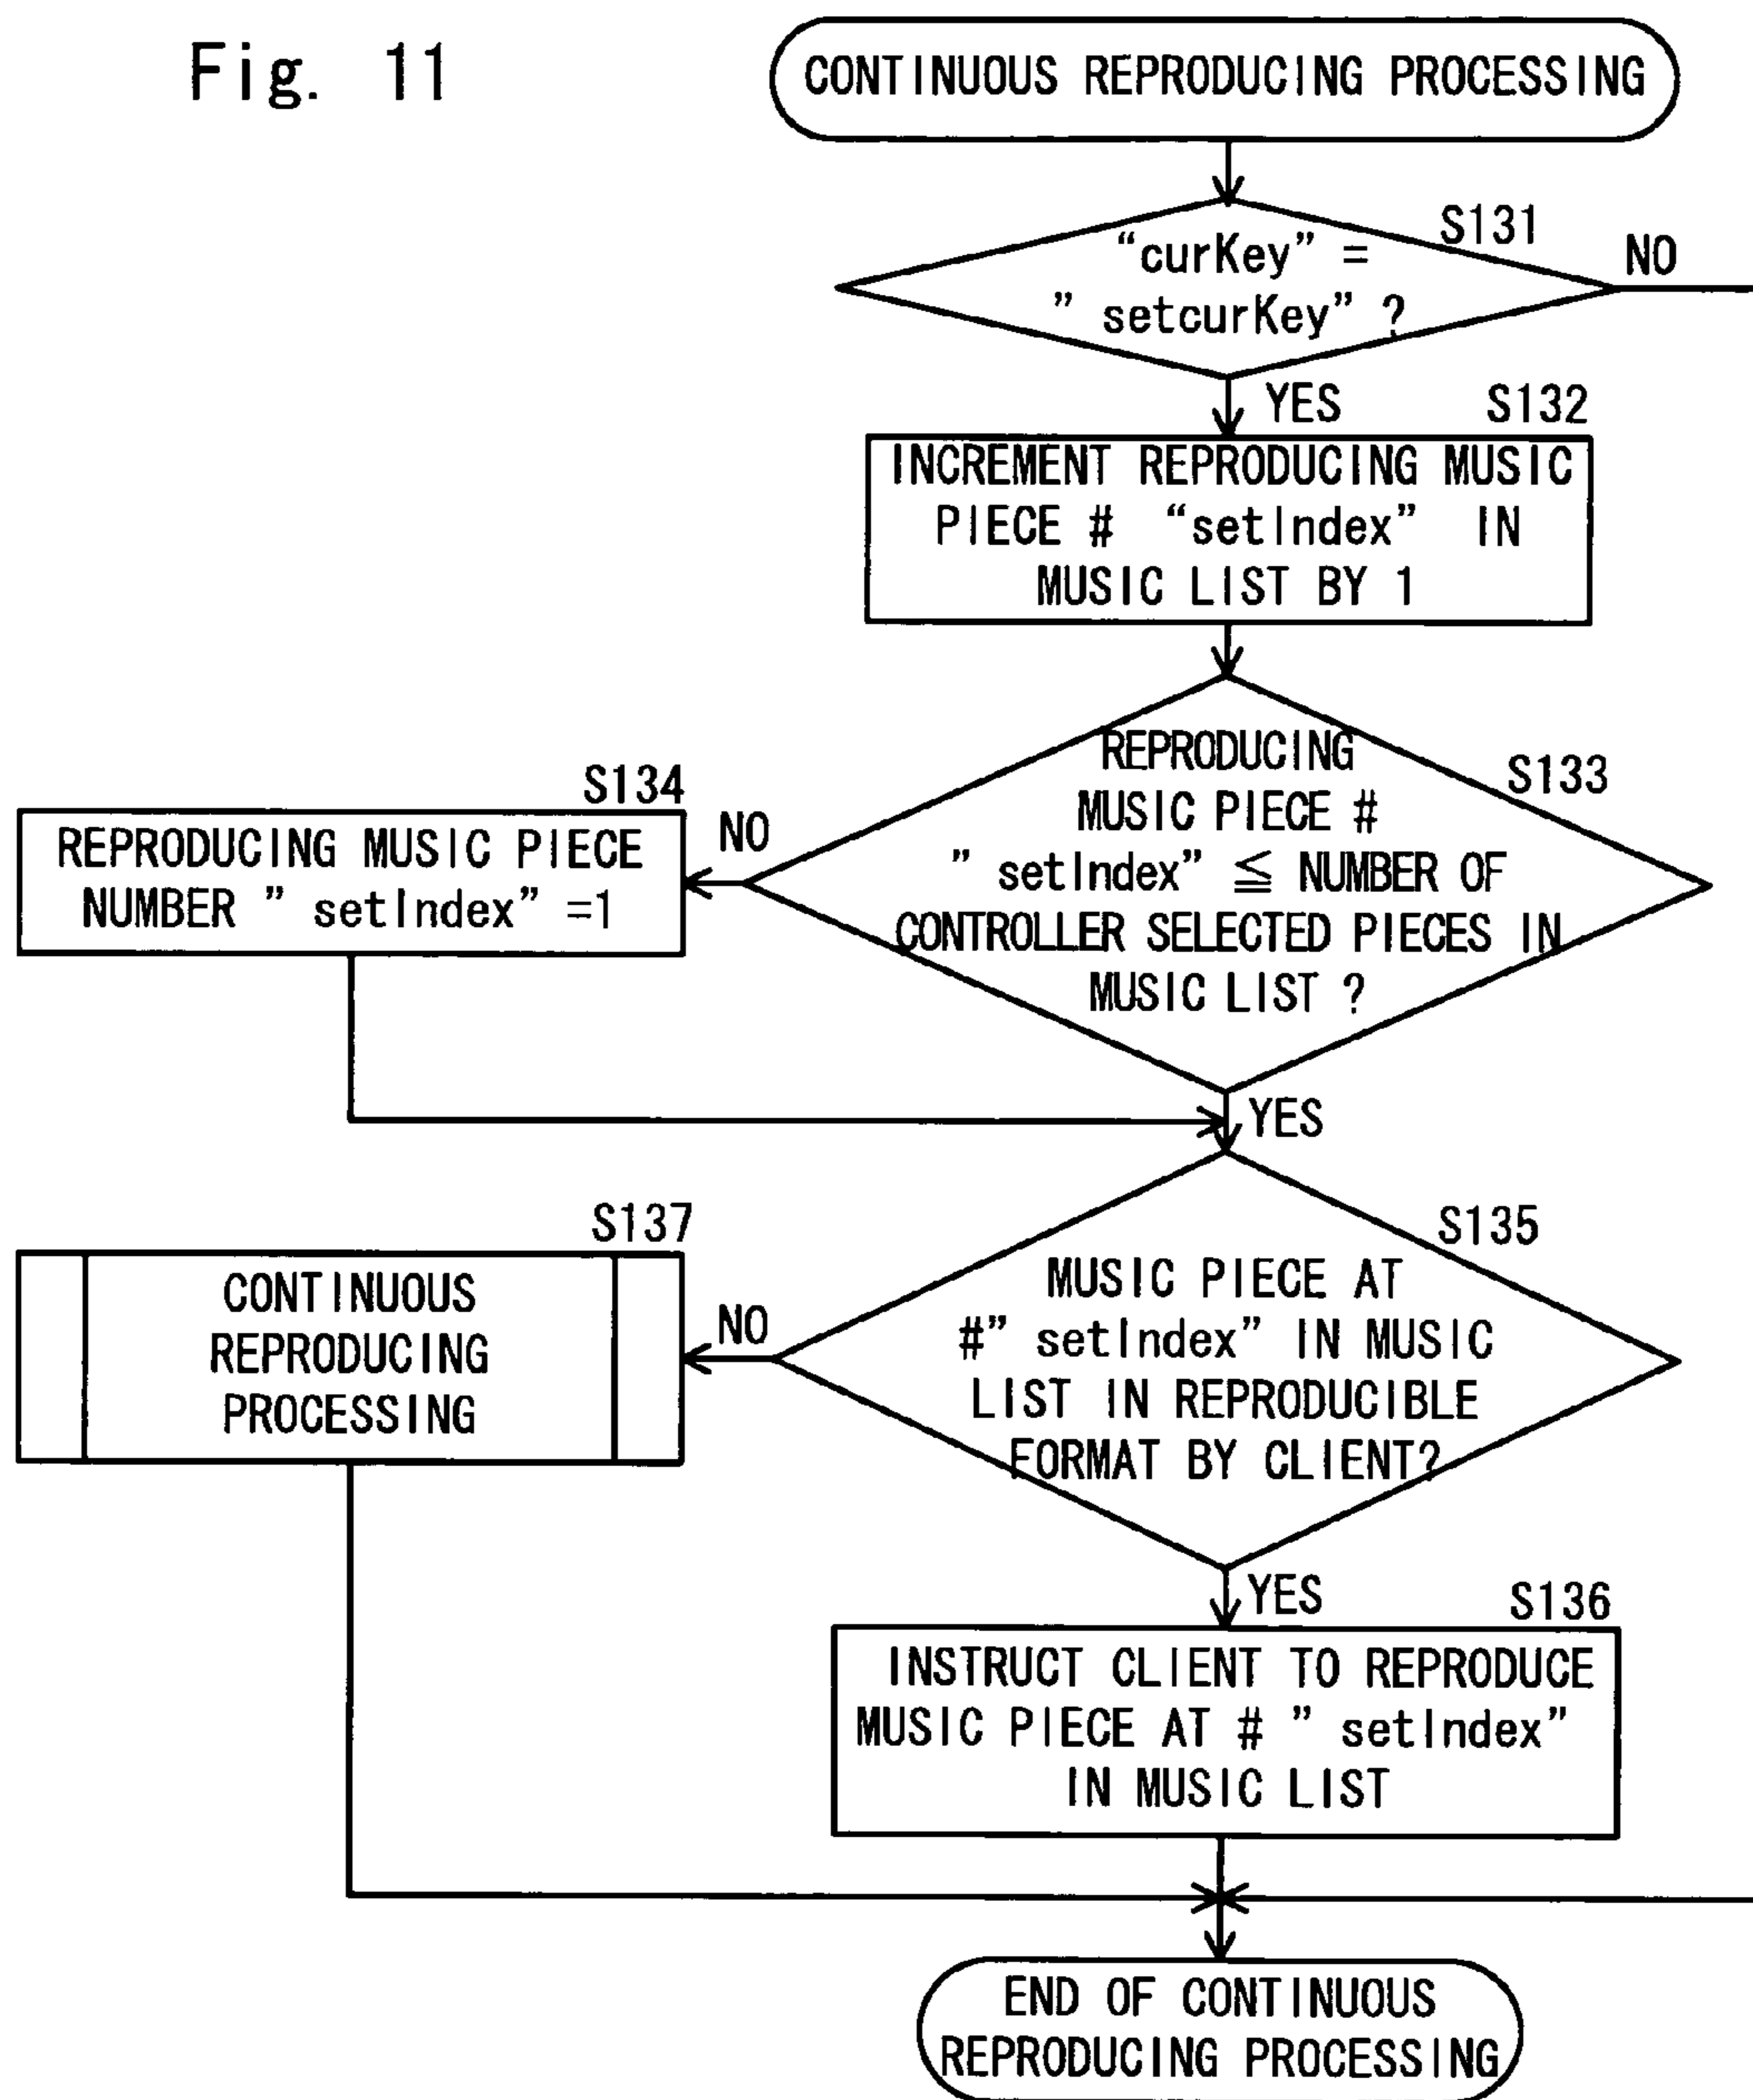 Fig. 11
CONTINUOUS REPRODUCING PROCESSING
S131
“curKey” =
” setcurKey” ?
NO
YES
S132
INCREMENT REPRODUCING MUSIC
PIECE # “setIndex” IN
MUSIC LIST BY 1
S133
REPRODUCING
MUSIC PIECE #
” setIndex” ≦ NUMBER OF
CONTROLLER SELECTED PIECES IN
MUSIC LIST ?
NO
S134
REPRODUCING MUSIC PIECE
NUMBER ” setIndex” =1
YES
S135
MUSIC PIECE AT
#” setIndex” IN MUSIC
LIST IN REPRODUCIBLE
FORMAT BY CLIENT?
NO
S137
CONTINUOUS
REPRODUCING
PROCESSING
YES
S136
INSTRUCT CLIENT TO REPRODUCE
MUSIC PIECE AT # ” setIndex”
IN MUSIC LIST
END OF CONTINUOUS
REPRODUCING PROCESSING